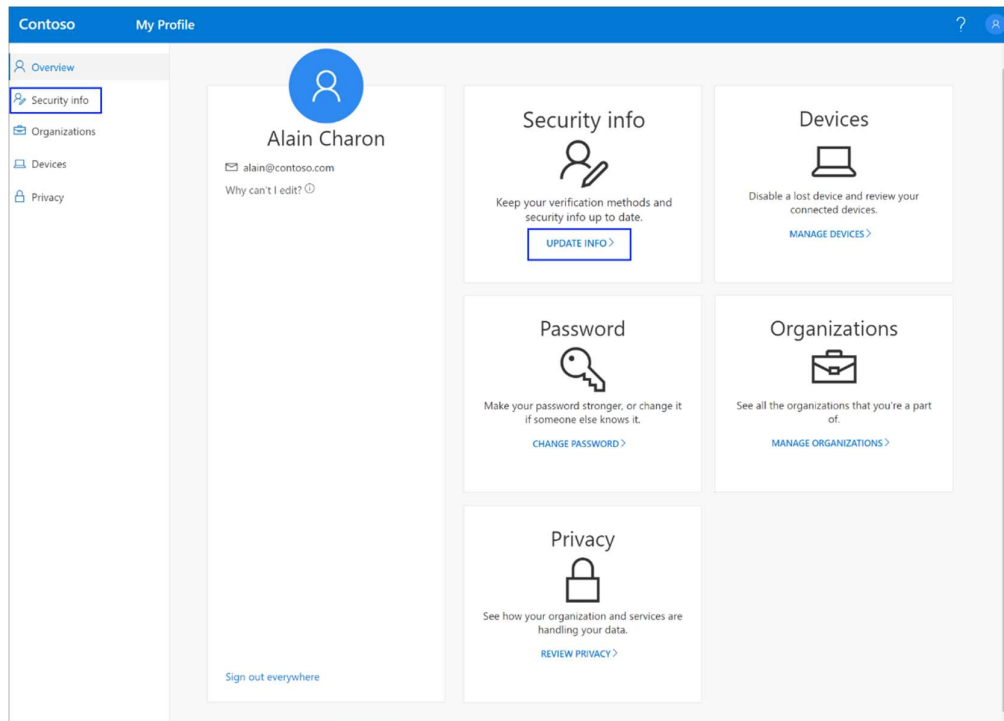 Contoso
My Profile
?
Overview
Security info
Organizations
Devices
Privacy
Alain Charon
alain@contoso.com
Why can't I edit?
Sign out everywhere
Security info
Keep your verification methods and
security info up to date.
UPDATE INFO >
Devices
Disable a lost device and review your
connected devices.
MANAGE DEVICES >
Password
Make your password stronger, or change it
if someone else knows it.
CHANGE PASSWORD >
Organizations
See all the organizations that you're a part
of.
MANAGE ORGANIZATIONS >
Privacy
See how your organization and services are
handling your data.
REVIEW PRIVACY >